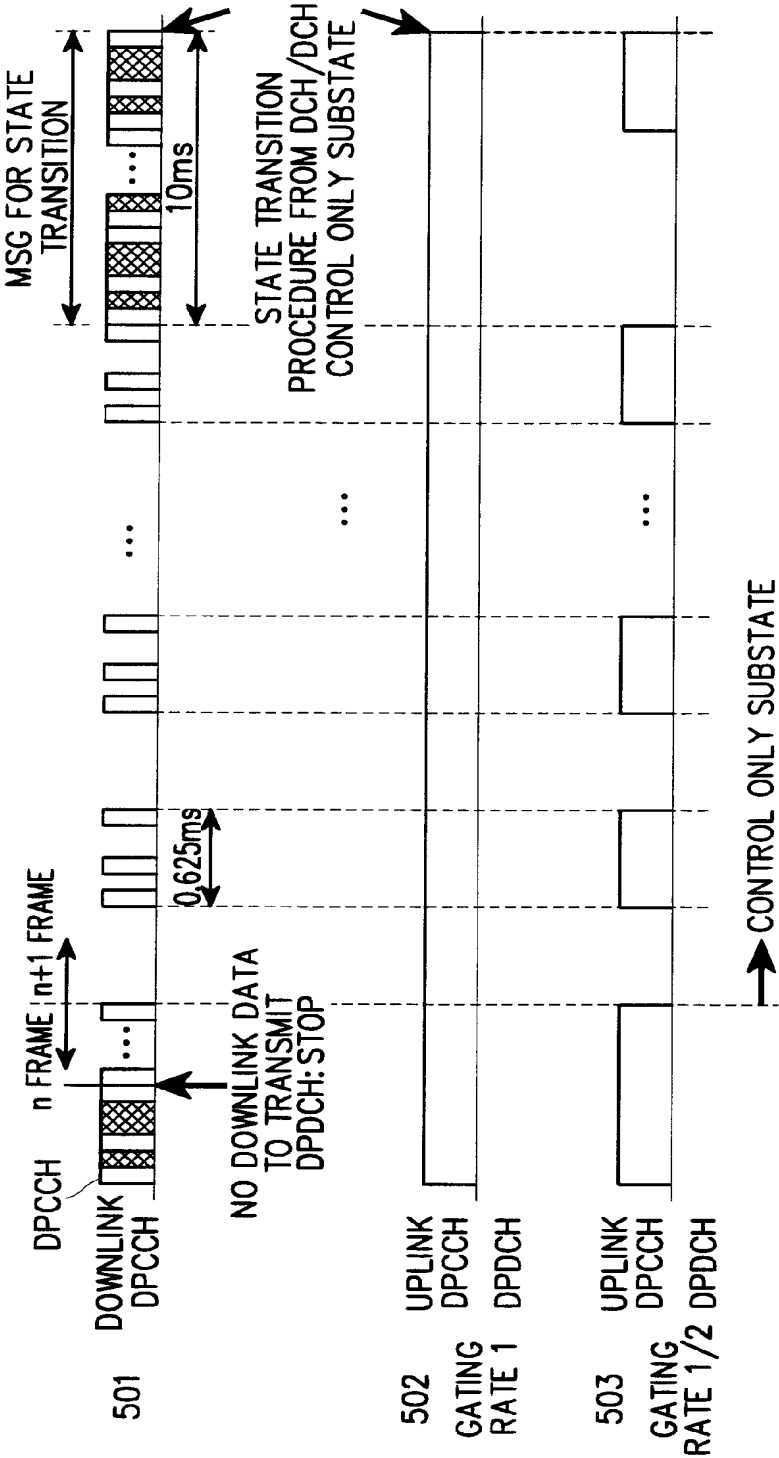 DPCCH
n FRAME
n+1 FRAME
MSG FOR STATE
TRANSITION
501
DOWNLINK
DPCCH
...
...
...
0.625ms
10ms
NO DOWNLINK DATA
TO TRANSMIT
DPDCH:STOP
STATE TRANSITION
PROCEDURE FROM DCH/DCH
CONTROL ONLY SUBSTATE
...
502
UPLINK
DPCCH
GATING
RATE 1
DPDCH
503
UPLINK
DPCCH
...
GATING
RATE 1/2
DPDCH
CONTROL ONLY SUBSTATE